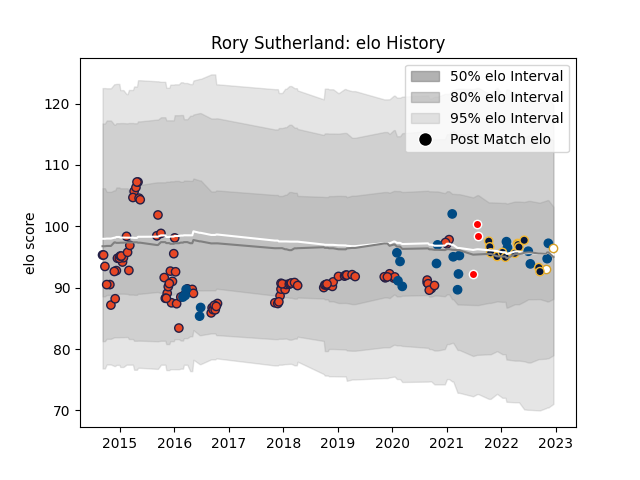 Rory Sutherland: elo History
50% elo Interval
80% elo Interval
95% elo Interval
Post Match elo
elo score
120
110
100
90
80
70
2015 2016 2017 2018 2019 2020 2021 2022 2023